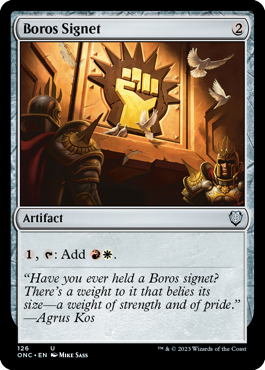 Boros Signet 2
Artifact
1, T: Add RW.
“Have you ever held a Boros signet?
There’s a weight to it that belies its
size—a weight of strength and of pride.”
—Agrus Kos
126 U
ONC • EN Mike Sass
™ & © 2023 Wizards of the Coast